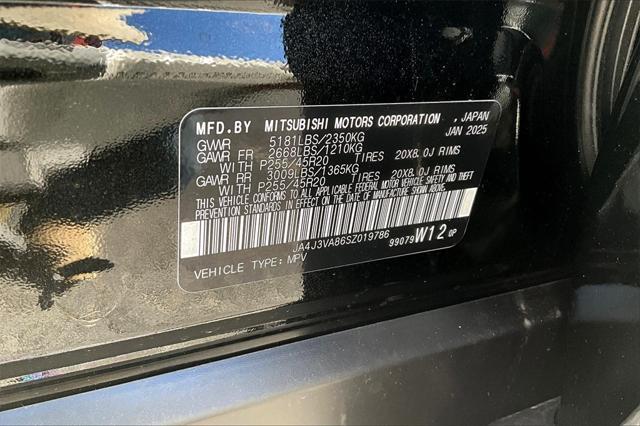 MFD.BY MITSUBISHI MOTORS CORPORATION , JAPAN
GVWR 5181LBS/2350KG JAN 2025
GAWR FR 2668LBS/1210KG
WITH P255/45R20 TIRES 20X8.0J RIMS
GAWR RR 3009LBS/1365KG
WITH P255/45R20 TIRES 20X8.0J RIMS
THIS VEHICLE CONFORMS TO ALL APPLICABLE FEDERAL MOTOR VEHICLE SAFETY AND THEFT
PREVENTION STANDARDS IN EFFECT ON THE DATE OF MANUFACTURE SHOWN ABOVE.
JA4J3VA86SZ019786
99079 W12 0P
VEHICLE TYPE: MPV